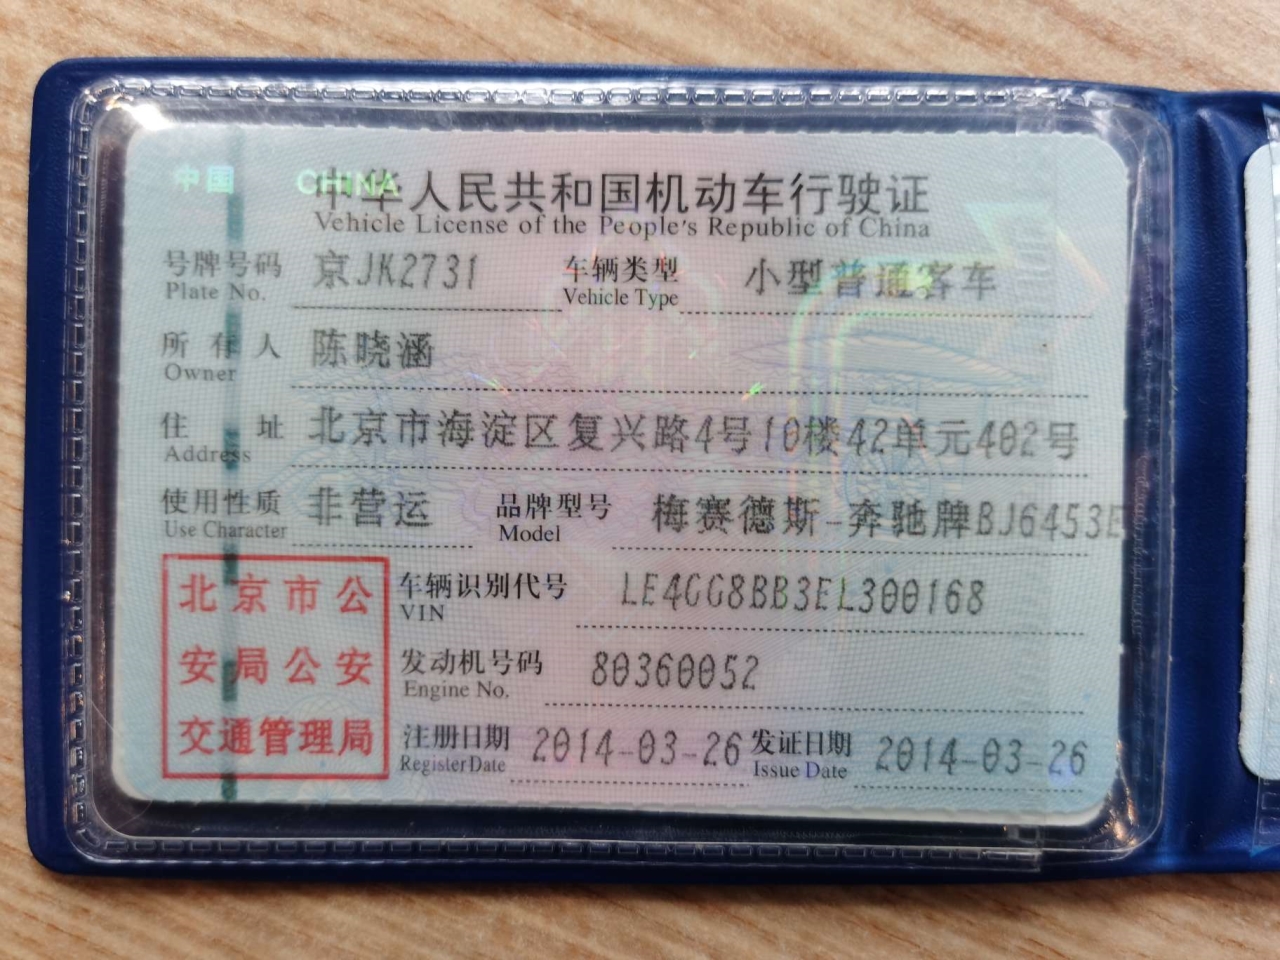 中国 CHINA
中华人民共和国机动车行驶证
Vehicle License of the People's Republic of China
号牌号码 京JK2731 车辆类型 小型普通客车
Plate No. Vehicle Type
所有人 陈晓涵
Owner
住址 北京市海淀区复兴路4号10楼42单元402号
Address
使用性质 非营运 品牌型号 梅赛德斯-奔驰牌BJ6453E
Use Character Model
北京市公
安局公安
交通管理局
车辆识别代号 LE4GG8BB3EL300168
VIN
发动机号码 80360052
Engine No.
注册日期 2014-03-26 发证日期 2014-03-26
Register Date Issue Date